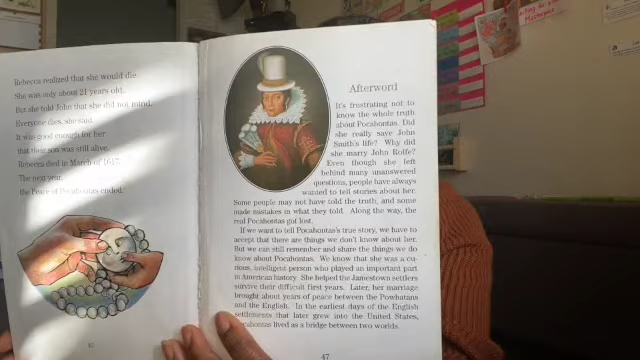 Rebecca realized that she would die.
She was only about 21 years old.
But she told John that she did not mind.
Everyone dies, she said.
It was good enough for her
that their son was still alive.
Rebecca died in March of 1617.
The next year,
the Peace of Pocahontas ended.
Afterword
It's frustrating not to
know the whole truth
about Pocahontas. Did
she really save John
Smith's life? Why did
she marry John Rolfe?
Even though she left
behind many unanswered
questions, people have always
wanted to tell stories about her.
Some people may not have told the truth, and some
made mistakes in what they told. Along the way, the
real Pocahontas got lost.
If we want to tell Pocahontas's true story, we have to
accept that there are things we don't know about her.
But we can still remember and share the things we do
know about Pocahontas. We know that she was a cu-
rious, intelligent person who played an important part
in American history. She helped the Jamestown settlers
survive their difficult first years. Later, her marriage
brought about years of peace between the Powhatans
and the English. In the earliest days of the English
settlements that later grew into the United States,
Pocahontas lived as a bridge between two worlds.
47